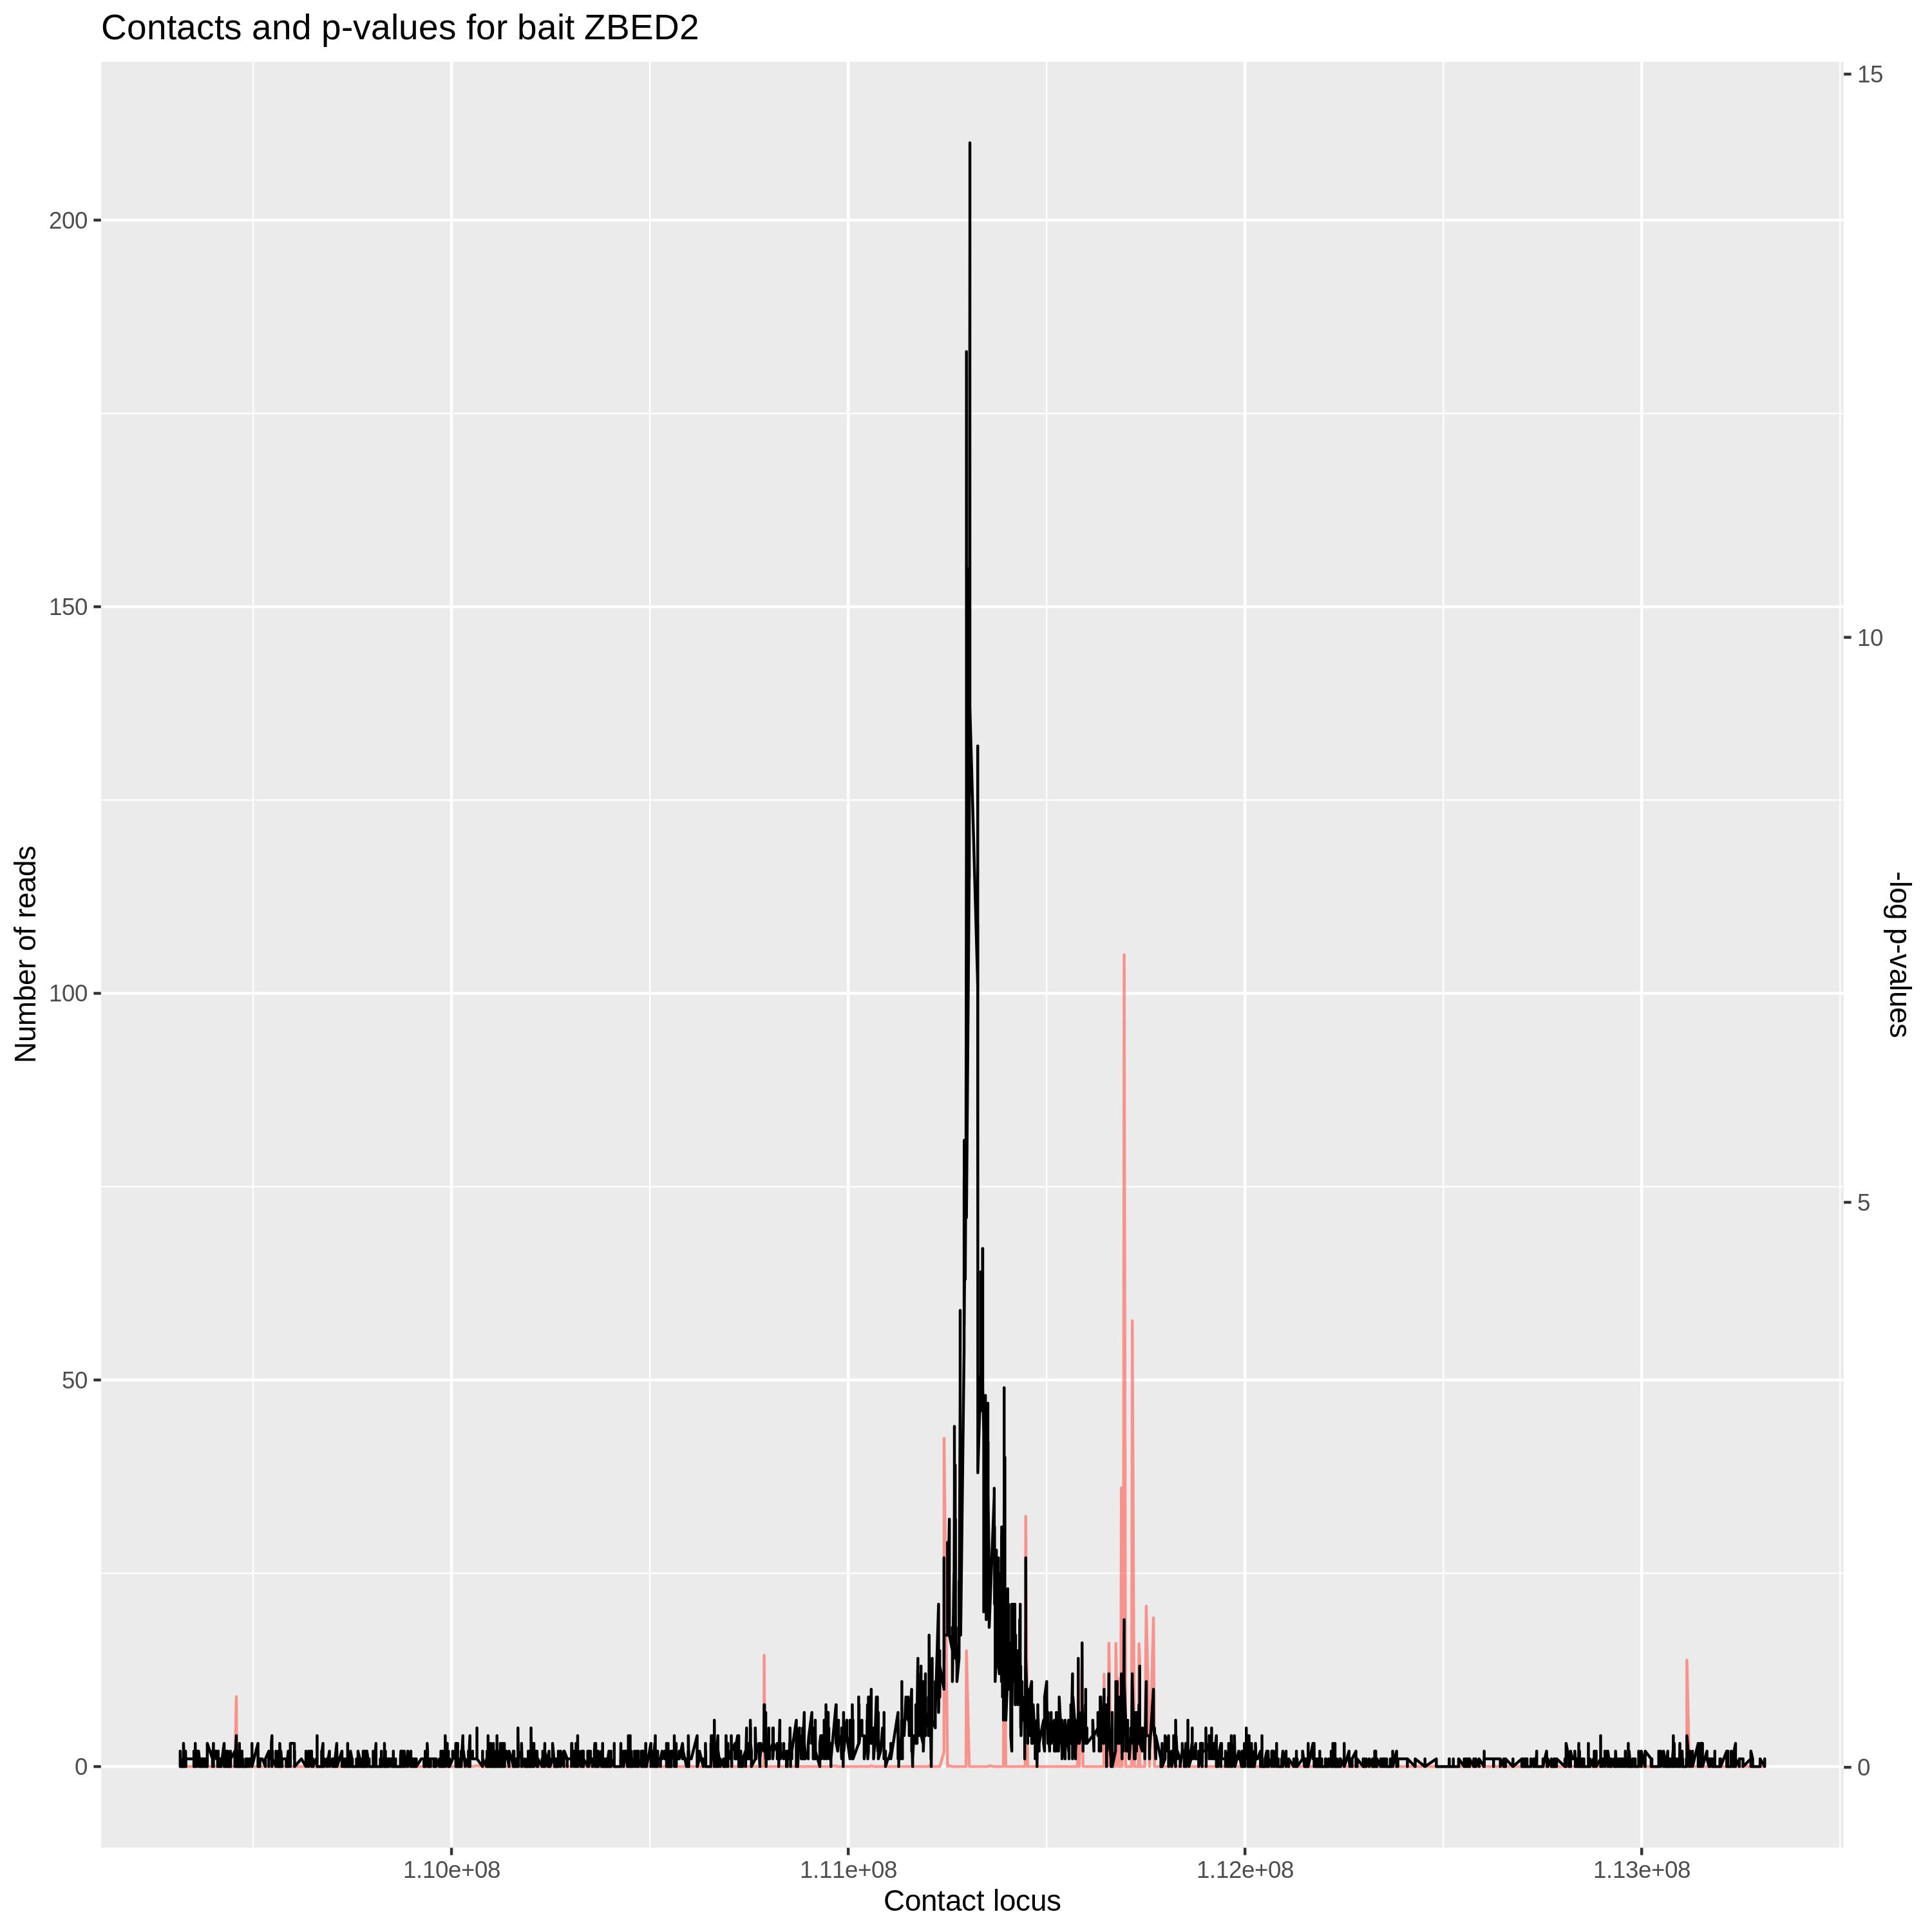 Contacts and p-values for bait ZBED2
Number of reads
200
150
100
50
0
15
10
5
0
-log p-values
1.10e+08 1.11e+08 1.12e+08 1.13e+08
Contact locus